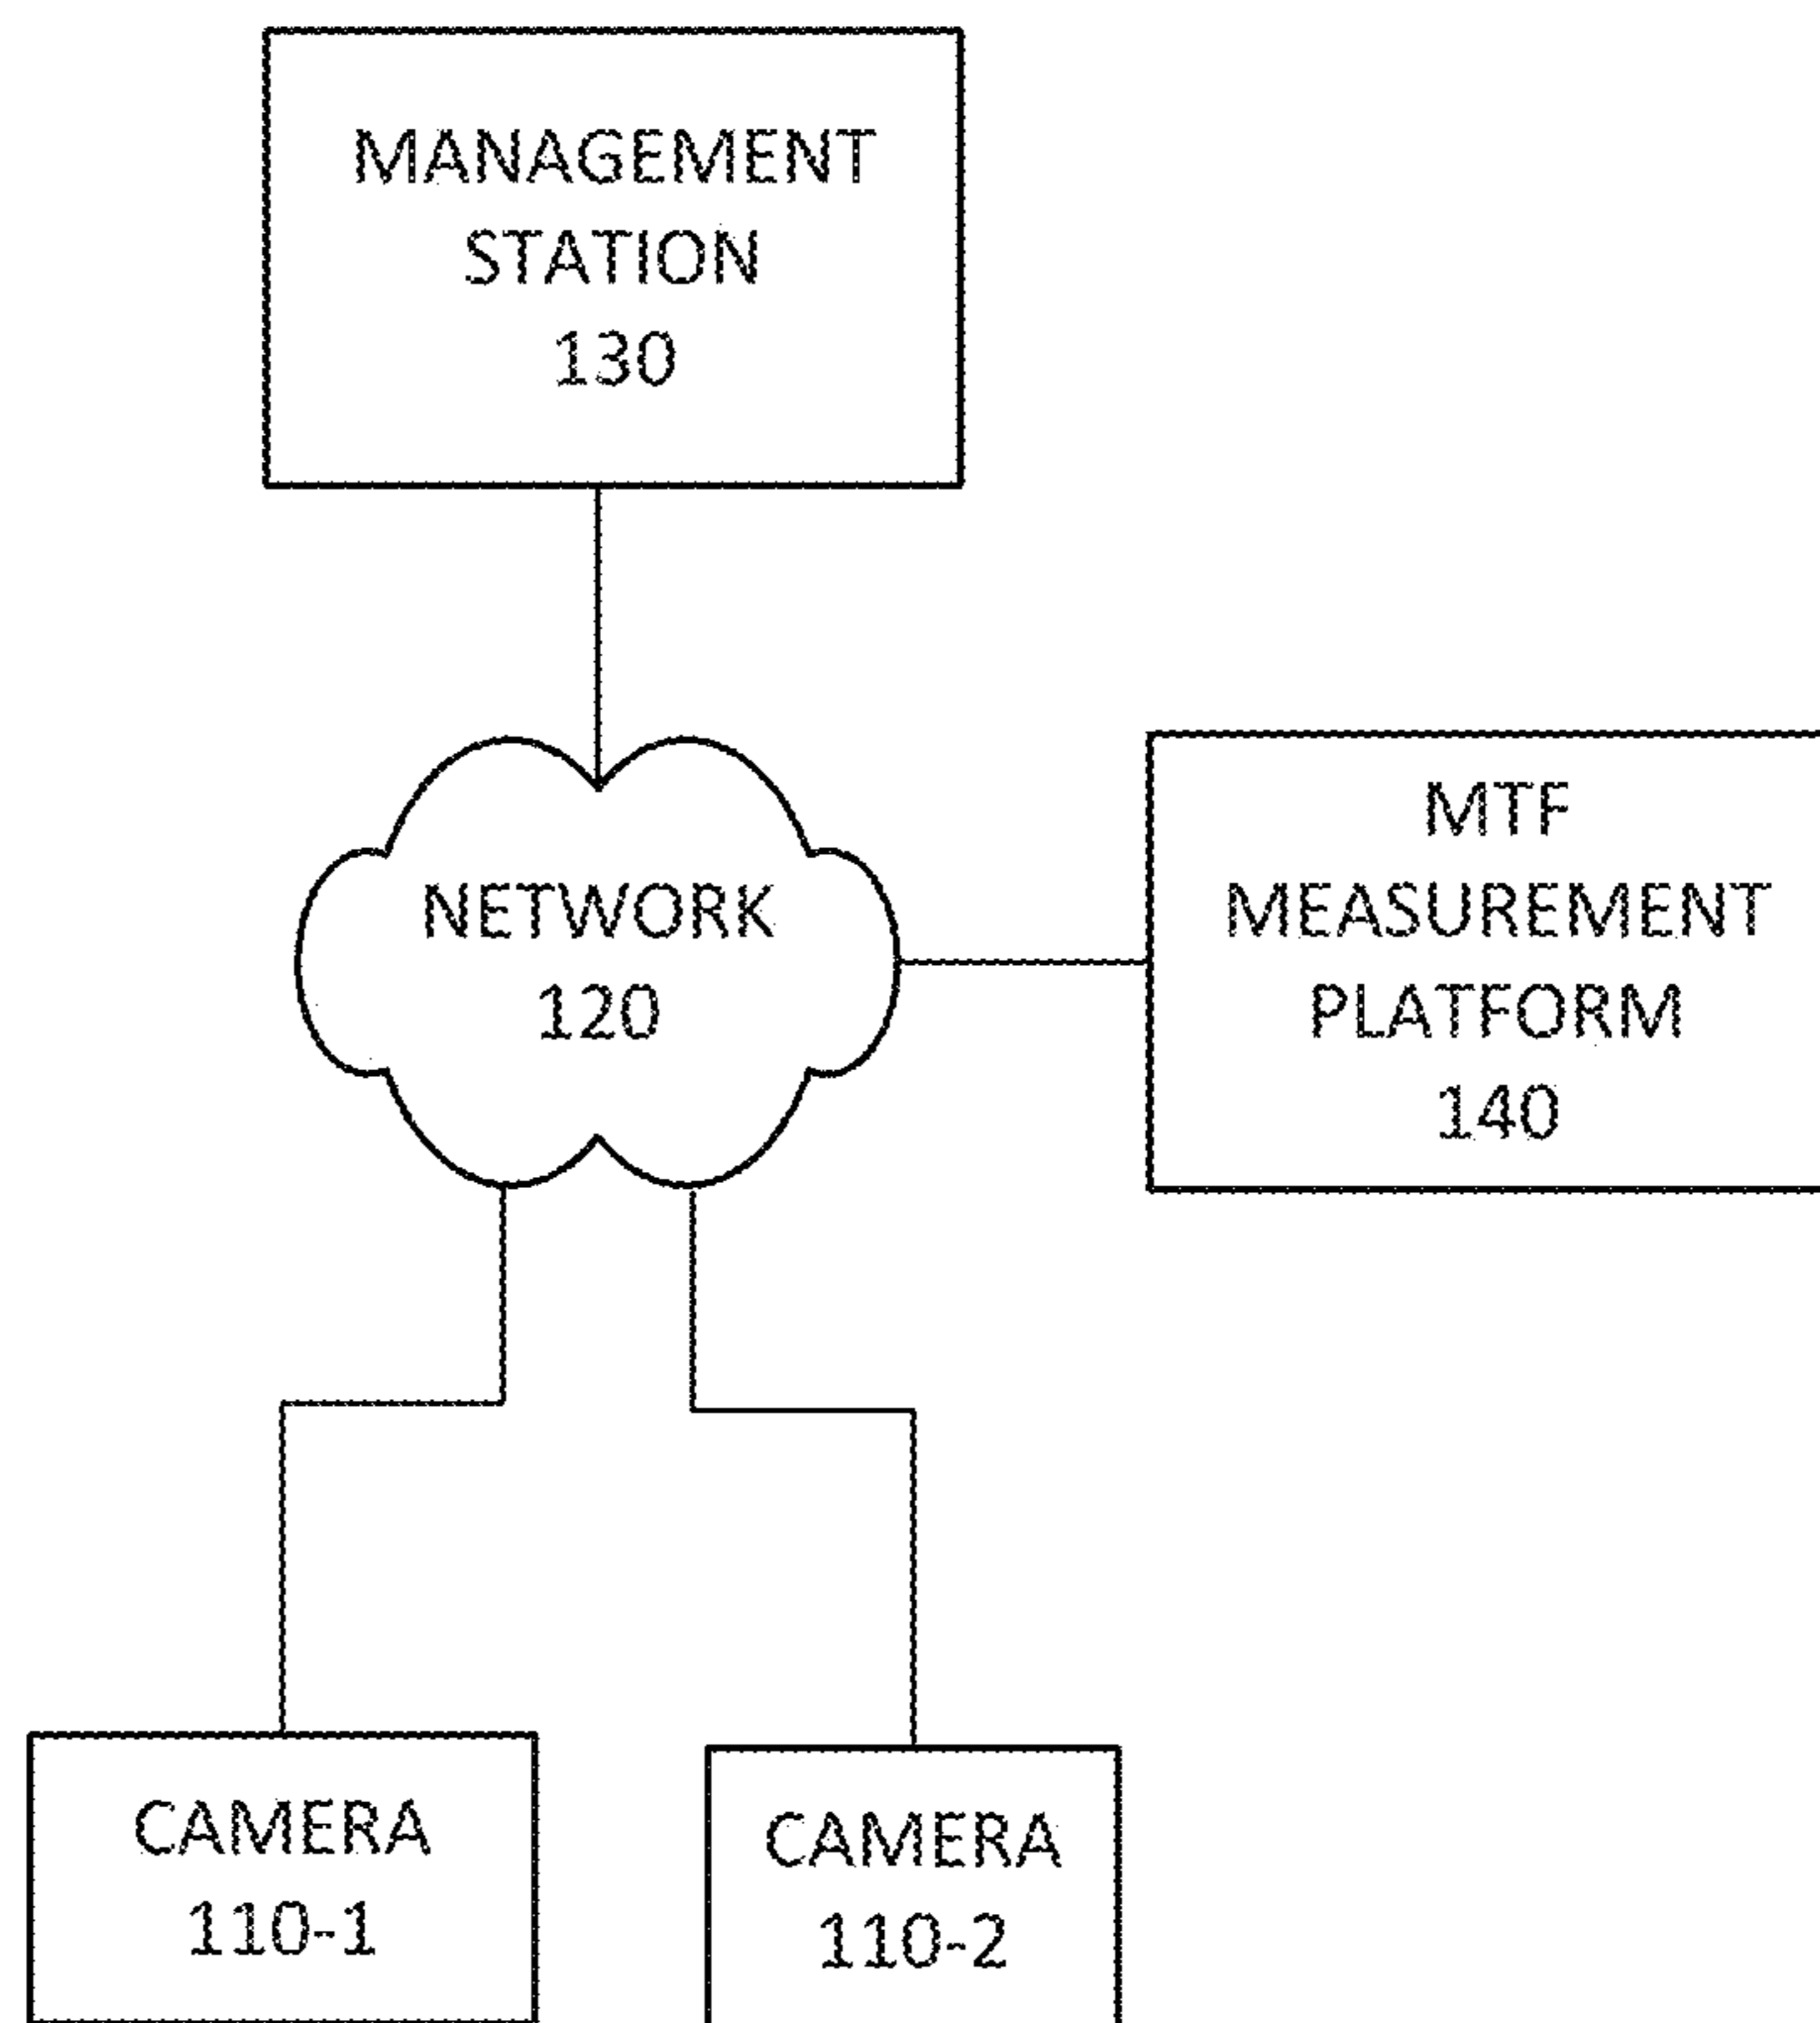 MANAGEMENT
STATION
130
NETWORK
120
MTF
MEASUREMENT
PLATFORM
140
CAMERA
110-1
CAMERA
110-2